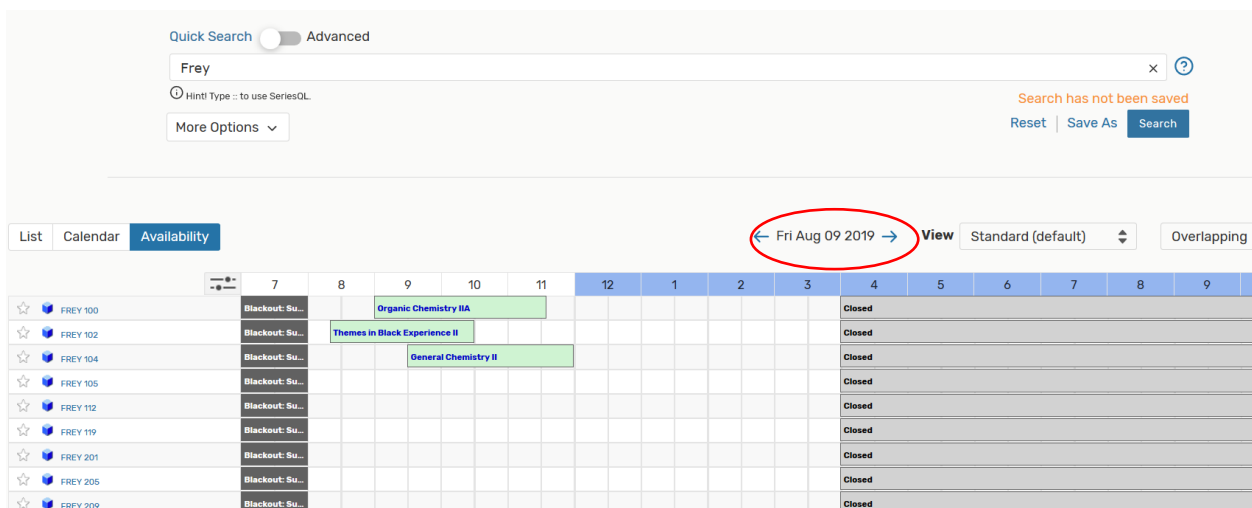 Quick Search Advanced
Frey × ?
Hint! Type :: to use SeriesQL.
Search has not been saved
More Options Reset | Save As Search
List Calendar Availability ← Fri Aug 09 2019 → View Standard (default) Overlapping
7 8 9 10 11 12 1 2 3 4 5 6 7 8 9
FREY 100 Blackout: Su... Organic Chemistry IIA Closed
FREY 102 Blackout: Su... Themes in Black Experience II Closed
FREY 104 Blackout: Su... General Chemistry II Closed
FREY 105 Blackout: Su... Closed
FREY 112 Blackout: Su... Closed
FREY 119 Blackout: Su... Closed
FREY 201 Blackout: Su... Closed
FREY 205 Blackout: Su... Closed
FREY 209 Blackout: Su... Closed